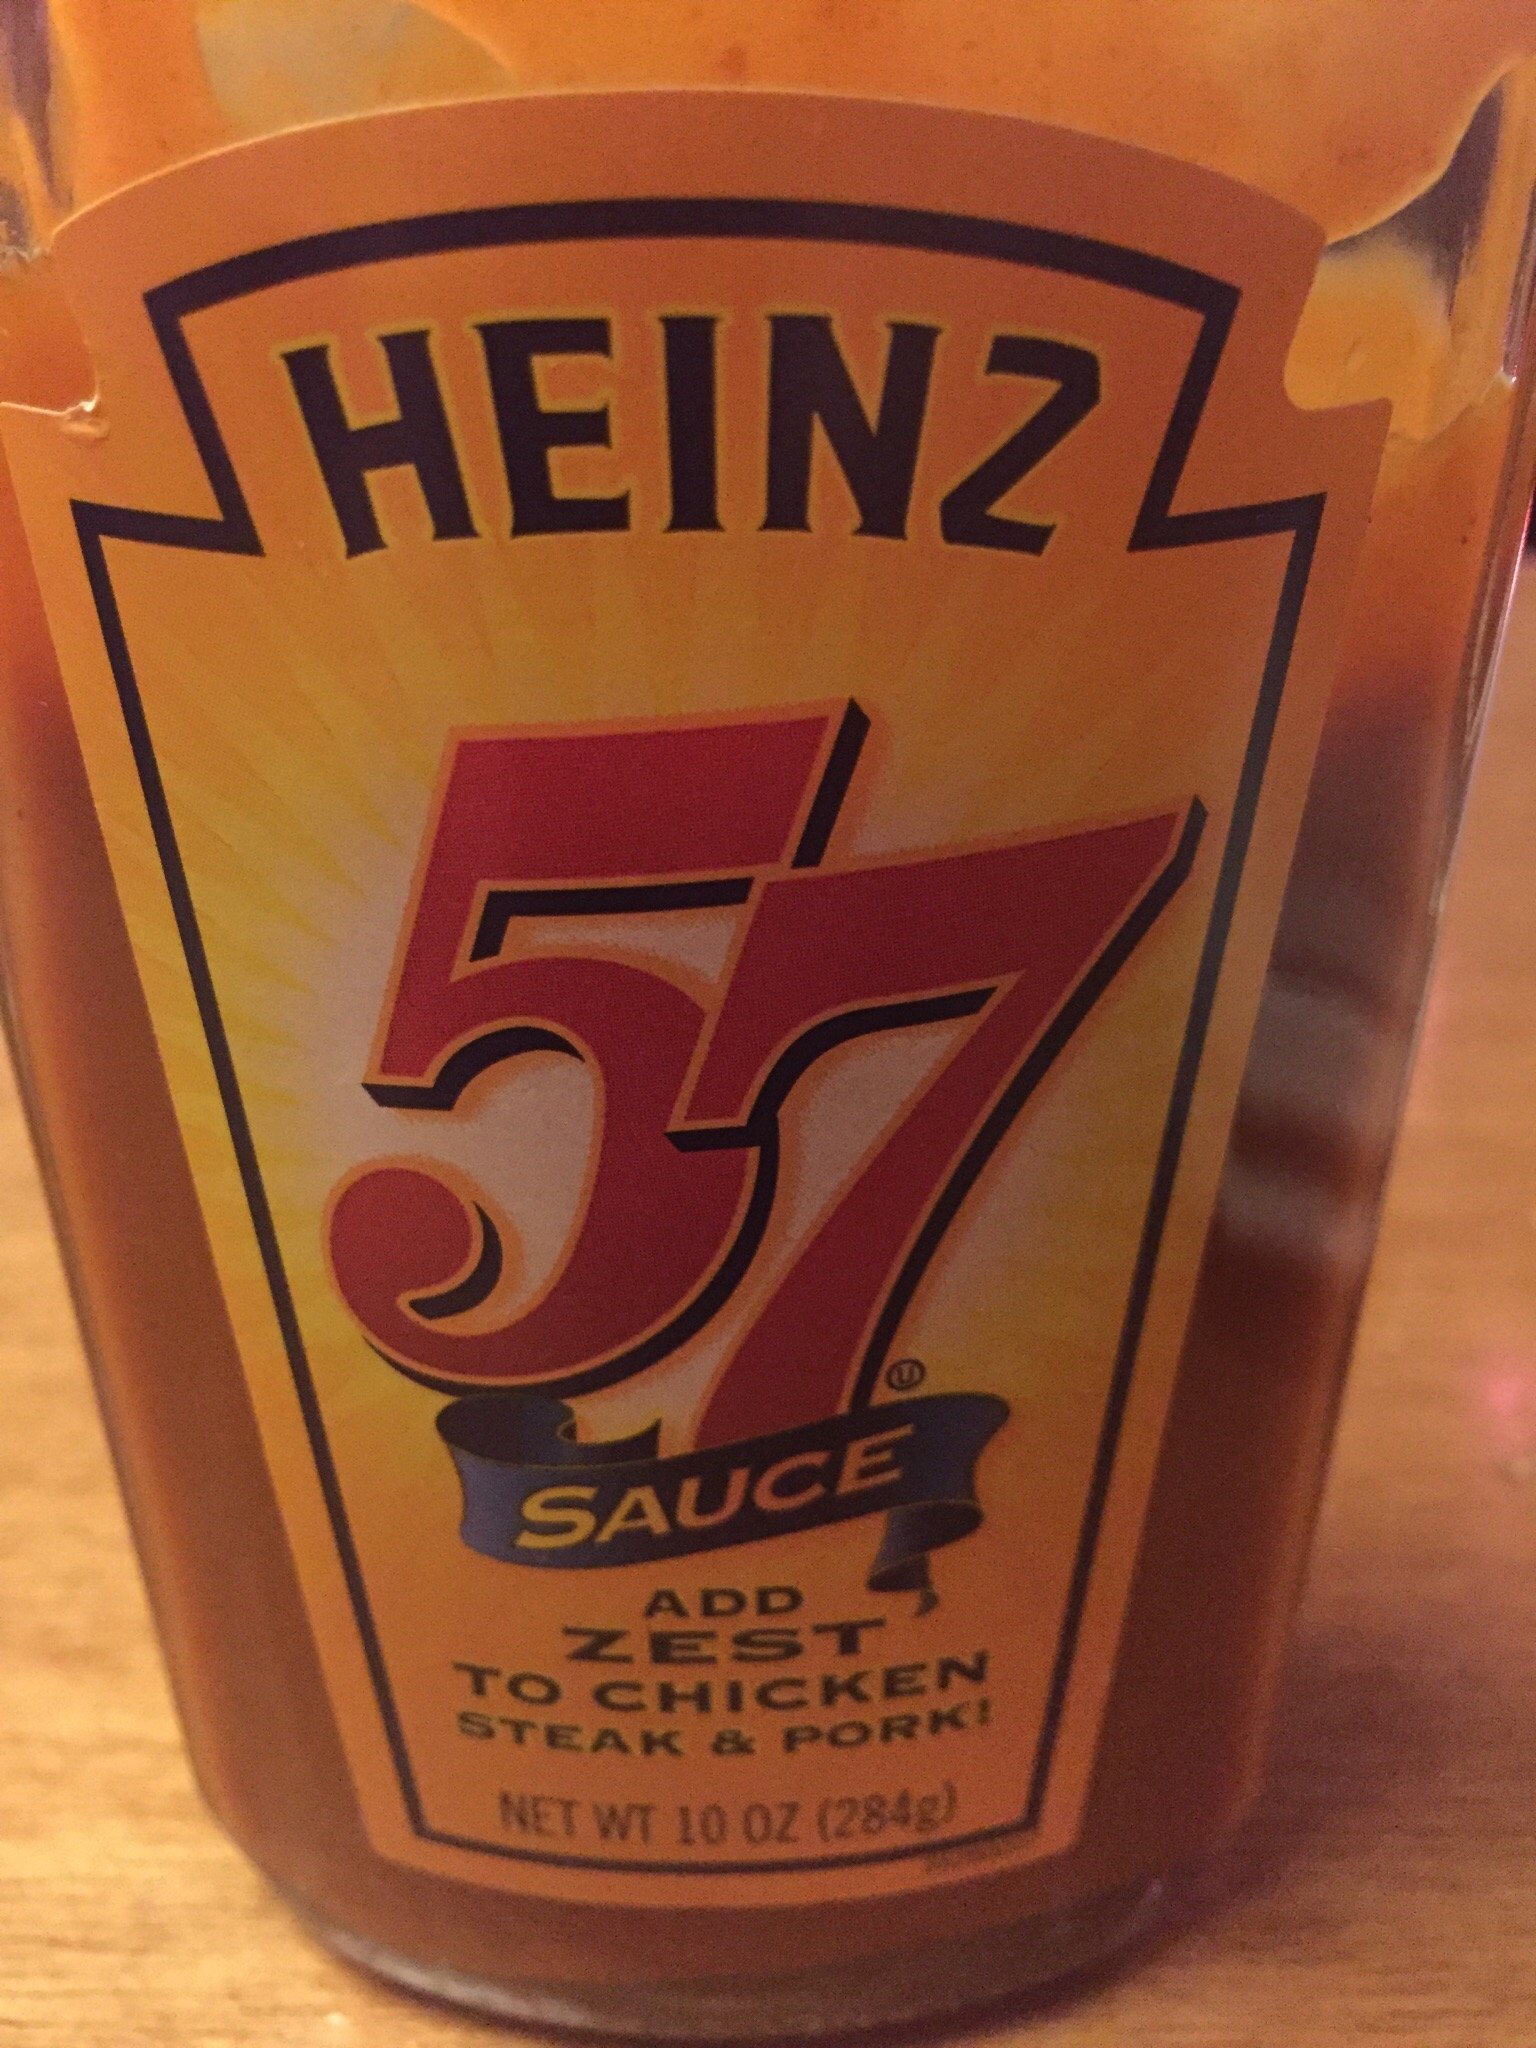 HEINZ
57
U
SAUCE
ADD
ZEST
TO CHICKEN
STEAK & PORK!
NET WT 10 OZ (284g)